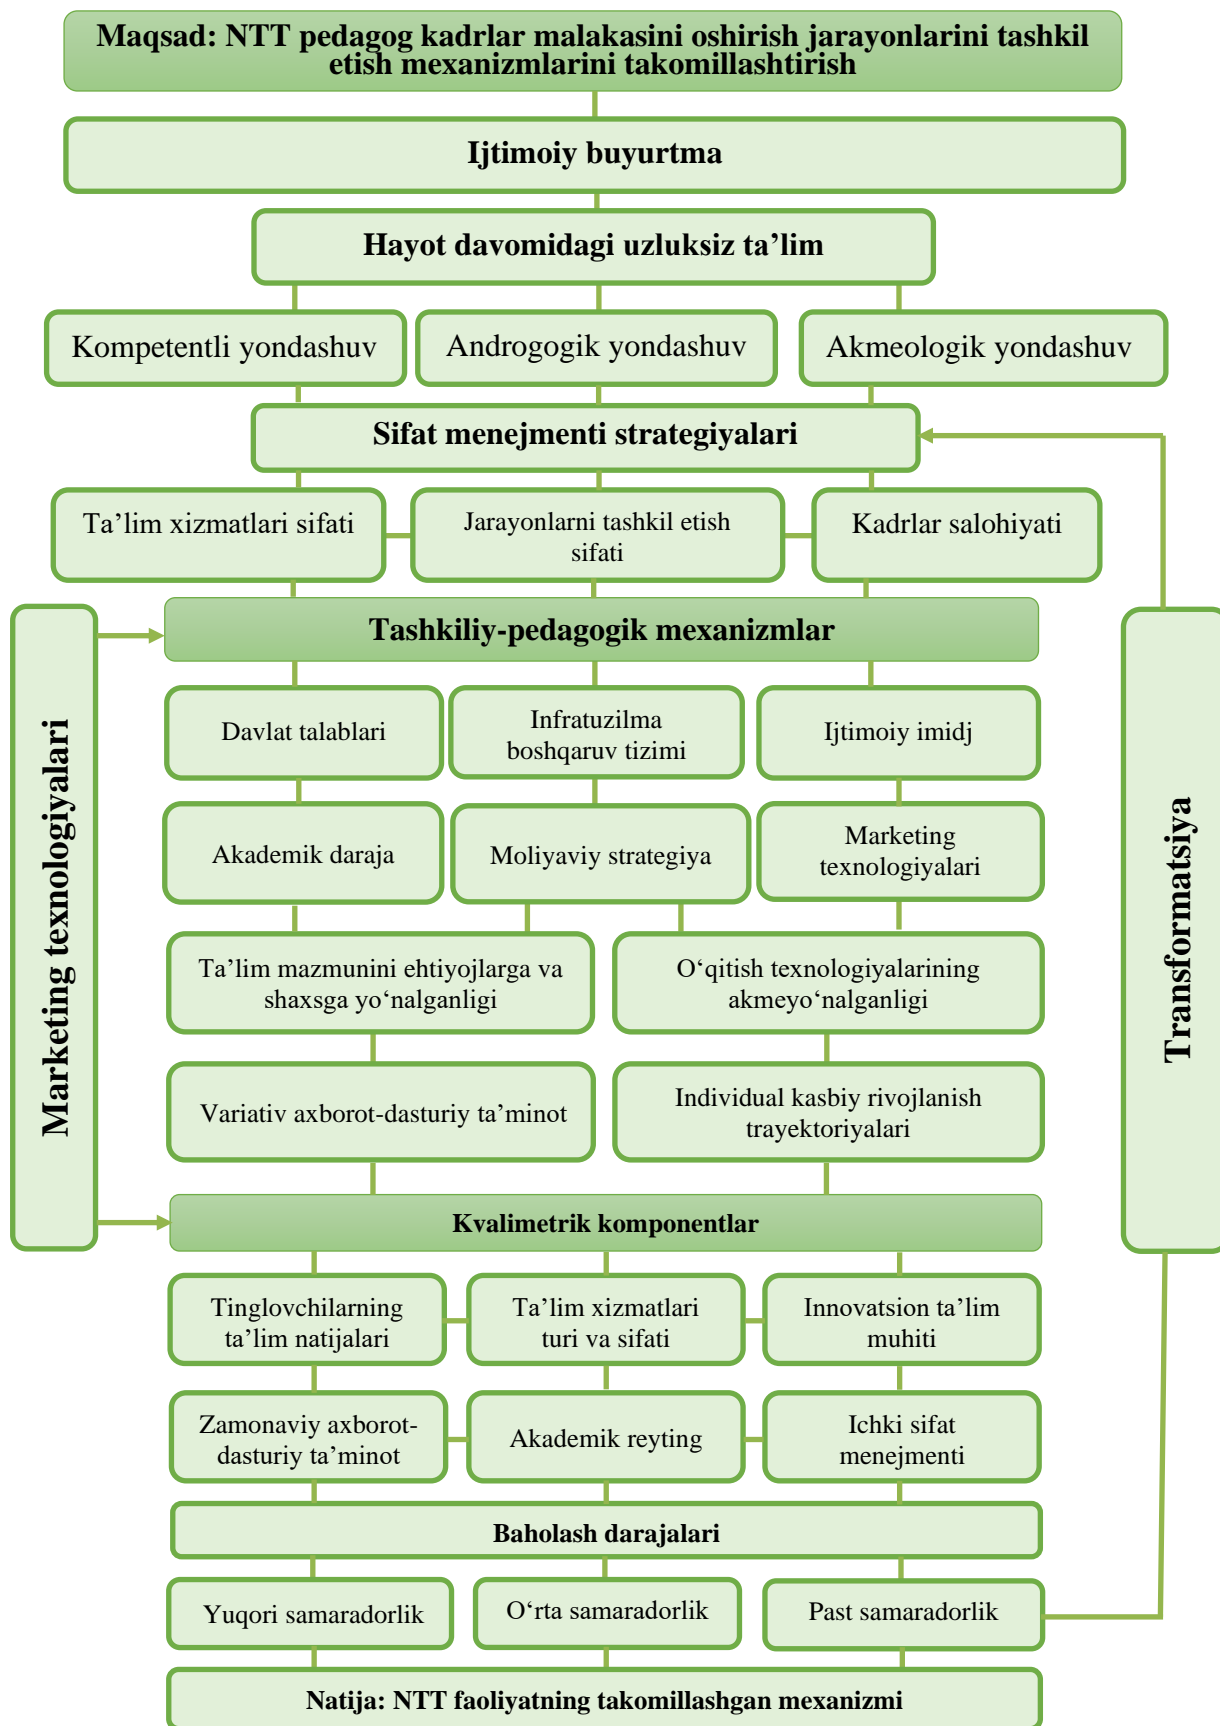 Maqsad: NTT pedagog kadrlar malakasini oshirish jarayonlarini tashkil
etish mexanizmlarini takomillashtirish
Ijtimoiy buyurtma
Hayot davomidagi uzluksiz ta’lim
Kompetentli yondashuv
Androgogik yondashuv
Akmeologik yondashuv
Sifat menejmenti strategiyalari
Ta’lim xizmatlari sifati
Jarayonlarni tashkil etish
sifati
Kadrlar salohiyati
Marketing texnologiyalari
Tashkiliy-pedagogik mexanizmlar
Transformatsiya
Davlat talablari
Infratuzilma
boshqaruv tizimi
Ijtimoiy imidj
Akademik daraja
Moliyaviy strategiya
Marketing
texnologiyalari
Ta’lim mazmunini ehtiyojlarga va
shaxsga yo‘nalganligi
O‘qitish texnologiyalarining
akmeyo‘nalganligi
Variativ axborot-dasturiy ta’minot
Individual kasbiy rivojlanish
trayektoriyalari
Kvalimetrik komponentlar
Tinglovchilarning
ta’lim natijalari
Ta’lim xizmatlari
turi va sifati
Innovatsion ta’lim
muhiti
Zamonaviy axborot-
dasturiy ta’minot
Akademik reyting
Ichki sifat
menejmenti
Baholash darajalari
Yuqori samaradorlik
O‘rta samaradorlik
Past samaradorlik
Natija: NTT faoliyatning takomillashgan mexanizmi